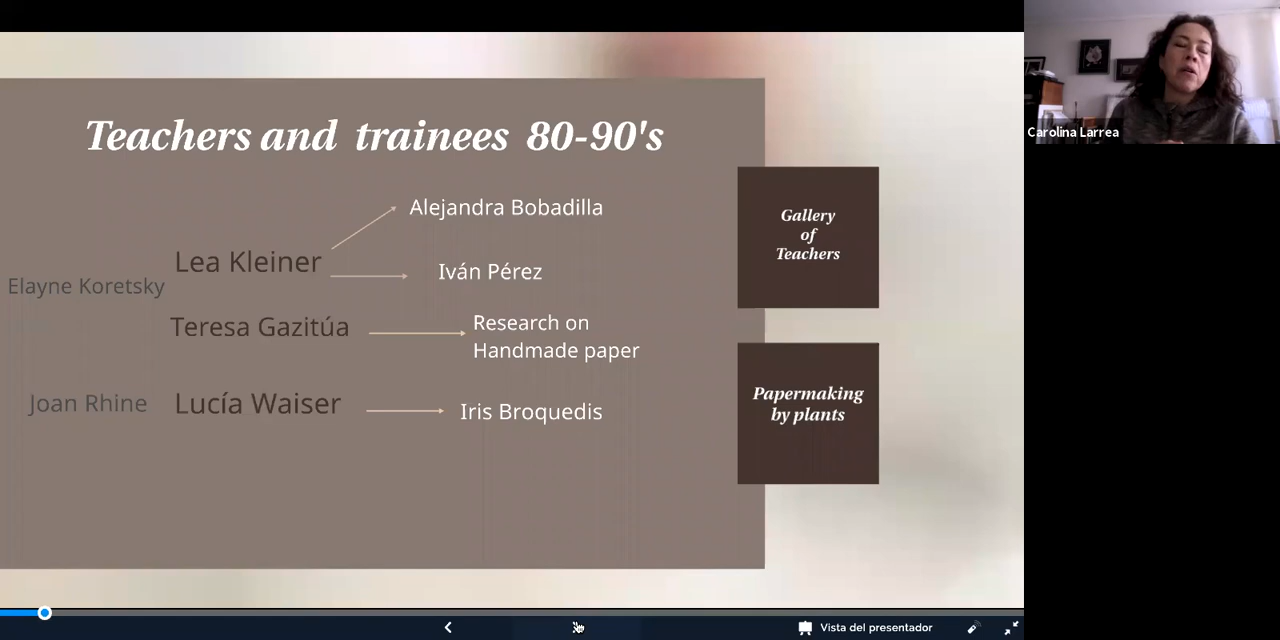 Teachers and trainees 80-90's
Alejandra Bobadilla
Lea Kleiner
Iván Pérez
Elayne Koretsky
Teresa Gazitúa
Research on
Handmade paper
Joan Rhine
Lucía Waiser
Iris Broquedis
Gallery
of
Teachers
Papermaking
by plants
Carolina Larrea
Vista del presentador